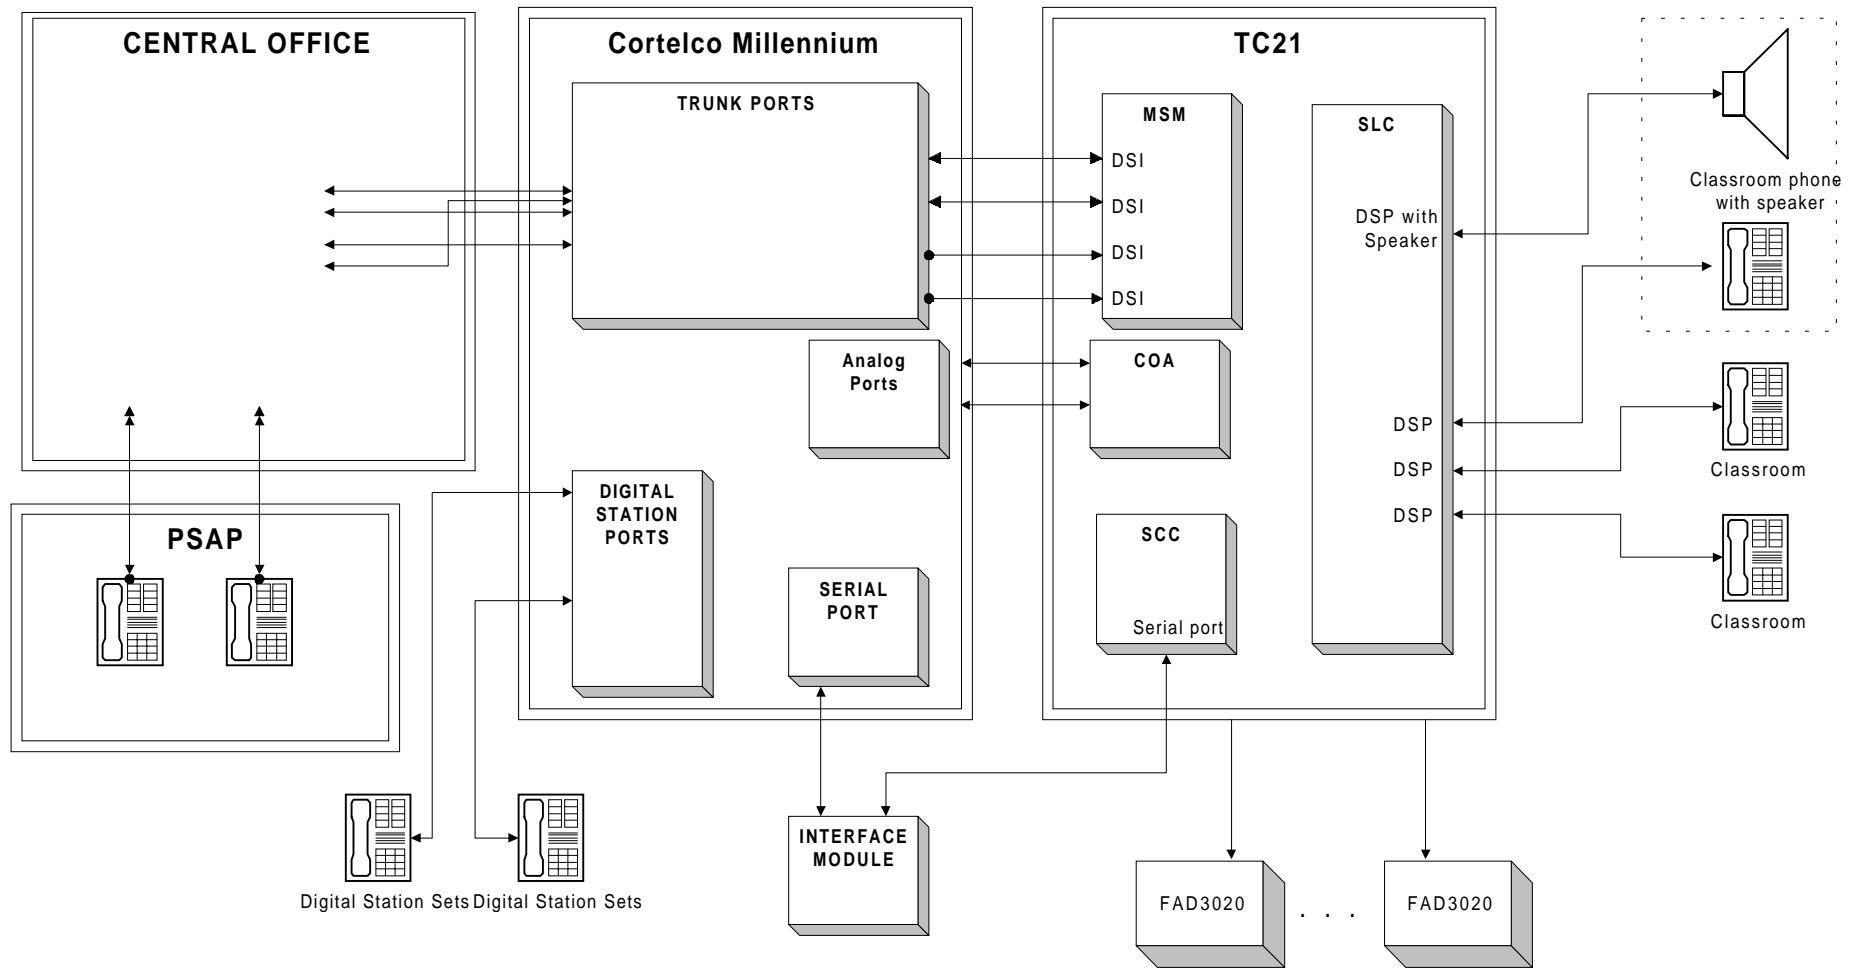 CENTRAL OFFICE
Cortelco Millennium
TC21
TRUNK PORTS
MSM
DSI
DSI
DSI
DSI
SLC
DSP with
Speaker
DSP
DSP
DSP
Classroom phone
with speaker
Classroom
Classroom
Analog
Ports
COA
PSAP
DIGITAL
STATION
PORTS
SERIAL
PORT
SCC
Serial port
Digital Station Sets
Digital Station Sets
INTERFACE
MODULE
FAD3020
. . .
FAD3020